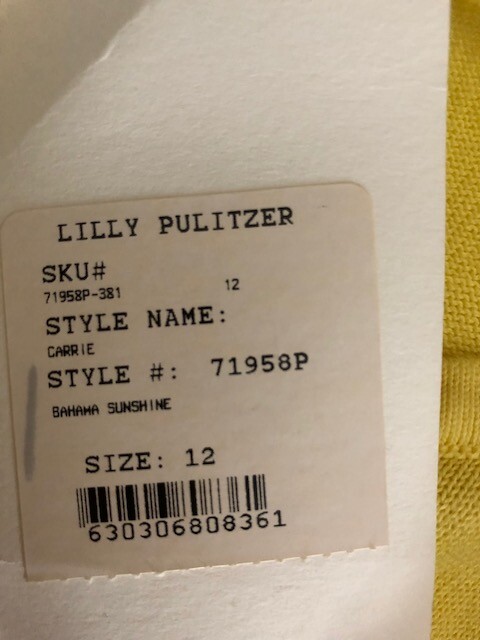 LILLY PULITZER
SKU#
71958P-381 12
STYLE NAME:
CARRIE
STYLE #: 71958P
BAHAMA SUNSHINE
SIZE: 12
630306808361